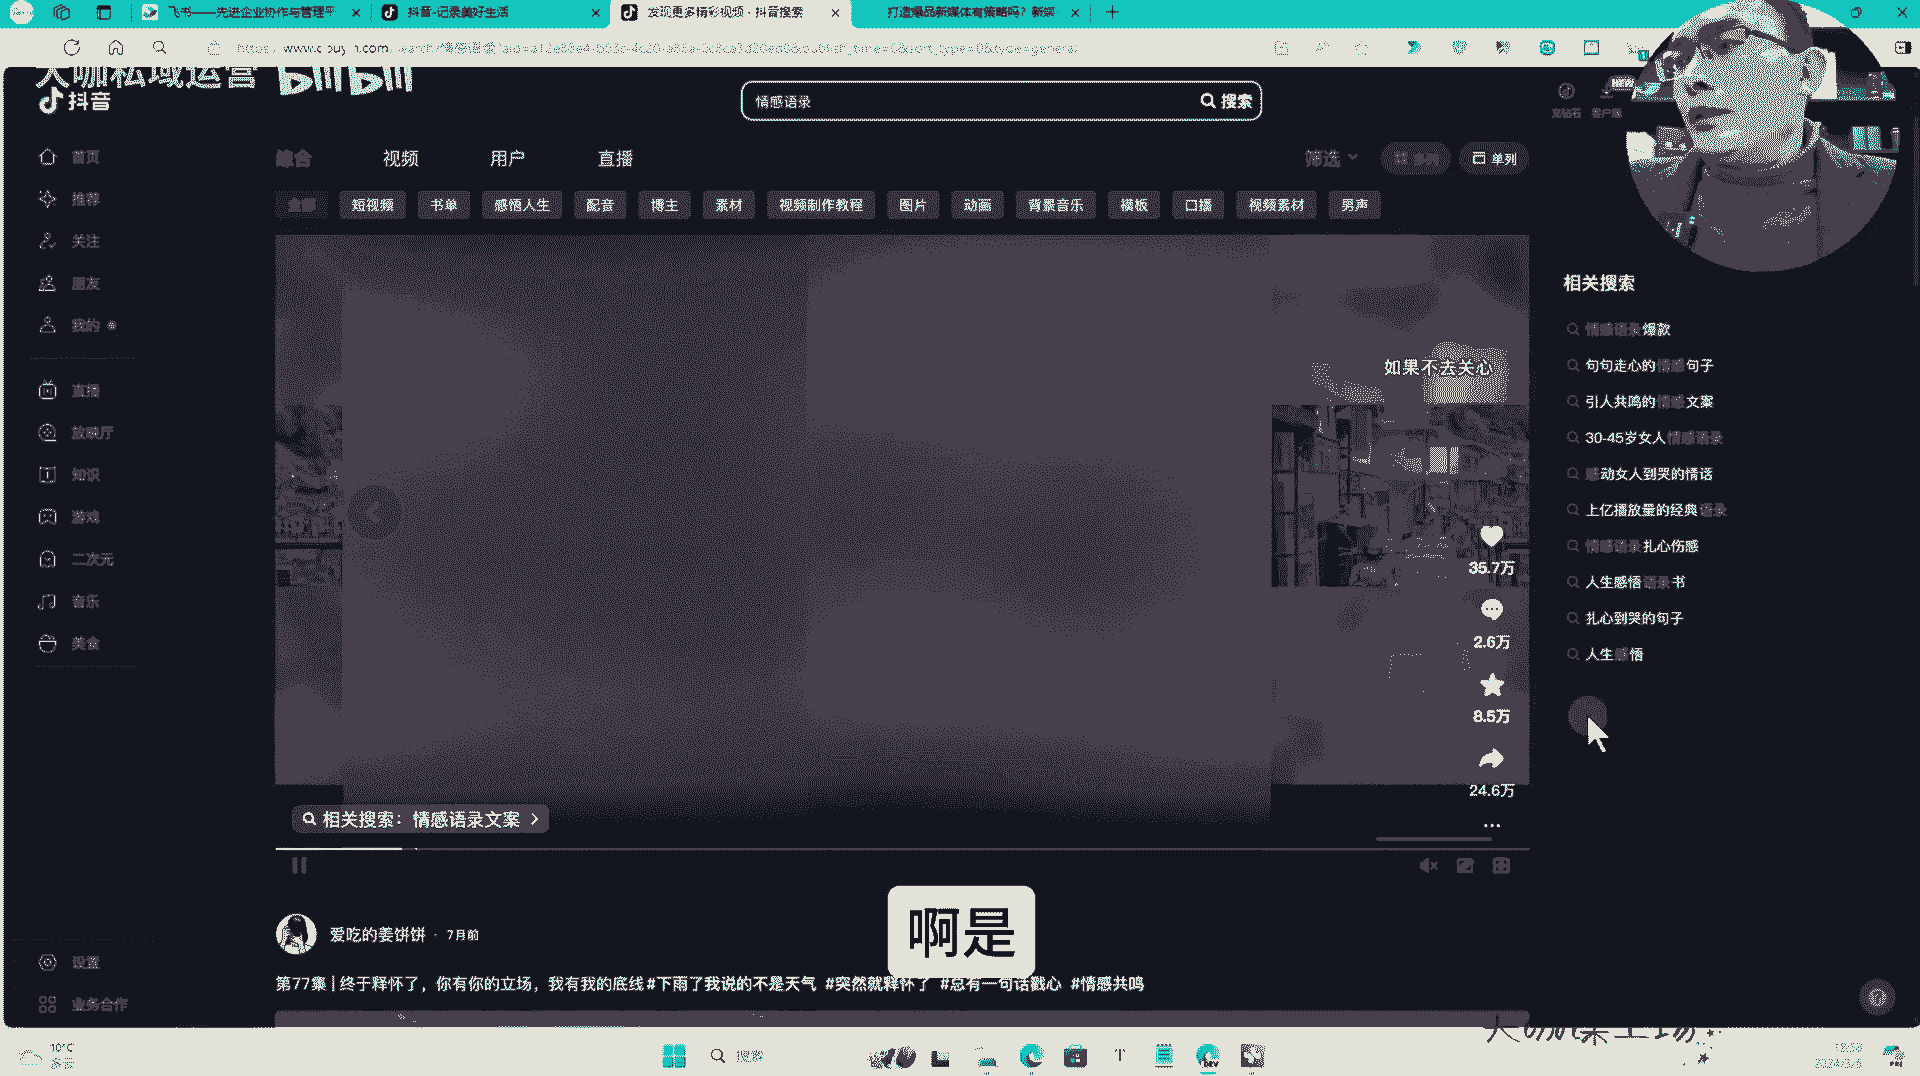 飞书——先进企业协作与管理平
抖音-记录美好生活
发现更多精彩视频 - 抖音搜索
打造爆品新媒体有策略吗？新媒
大咖私域运营 bilibili
抖音
情感语录
搜索
充钻石
客户端
NEW
首页
推荐
关注
朋友
我的
直播
放映厅
知识
游戏
二次元
音乐
美食
设置
业务合作
综合
视频
用户
直播
筛选
多列
单列
全部
短视频
书单
感悟人生
配音
博主
素材
视频制作教程
图片
动画
背景音乐
模板
口播
视频素材
男声
如果不去关心
35.7万
2.6万
8.5万
24.6万
相关搜索：情感语录文案
相关搜索
情感语录爆款
句句走心的情感句子
引人共鸣的情感文案
30-45岁女人情感语录
感动女人到哭的情话
上亿播放量的经典语录
情感语录扎心伤感
人生感悟语录书
扎心到哭的句子
人生感悟
啊是
爱吃的姜饼饼 · 7月前
第77集 | 终于释怀了，你有你的立场，我有我的底线#下雨了我说的不是天气 #突然就释怀了 #总有一句话戳心 #情感共鸣
10°C
多云
搜索